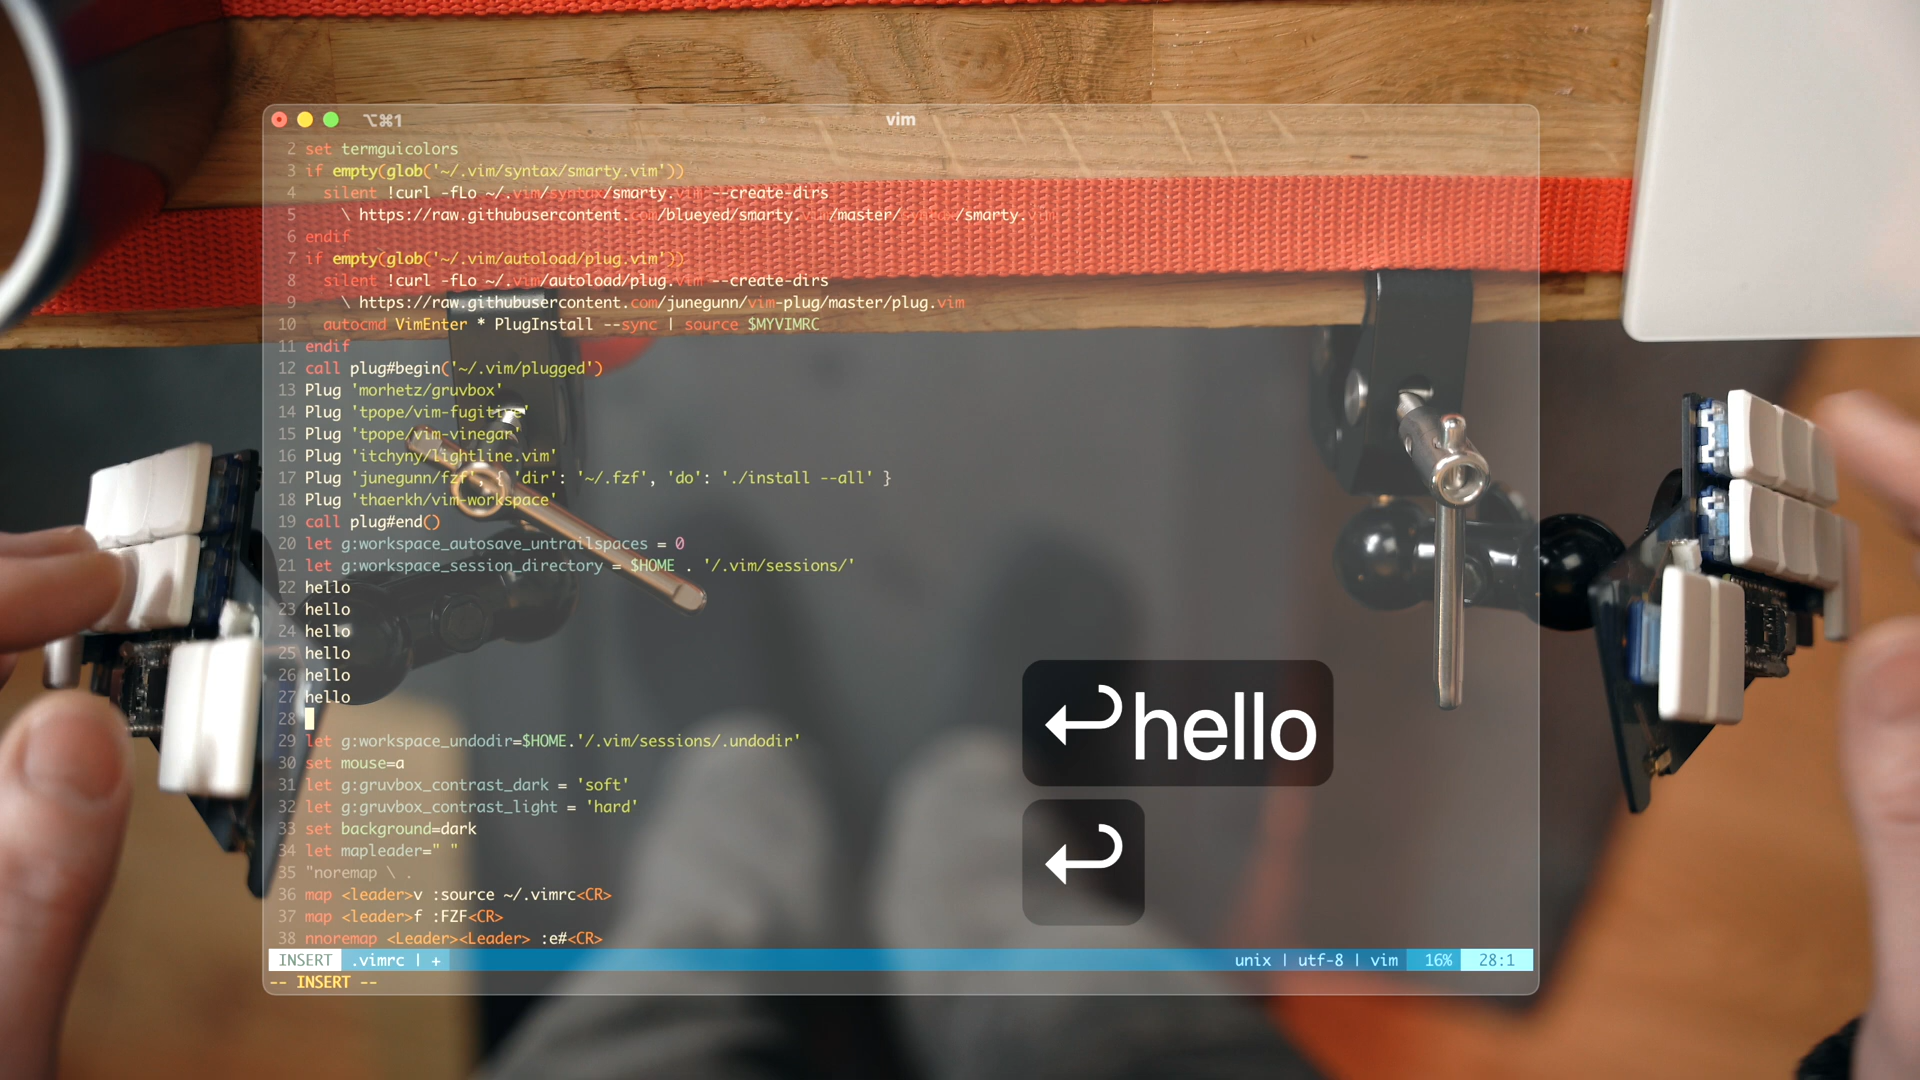 ⌥⌘1
vim
2 set termguicolors
3 if empty(glob('~/.vim/syntax/smarty.vim'))
4   silent !curl -fLo ~/.vim/syntax/smarty.vim --create-dirs
5     \ https://raw.githubusercontent.com/blueyed/smarty.vim/master/syntax/smarty.vim
6 endif
7 if empty(glob('~/.vim/autoload/plug.vim'))
8   silent !curl -fLo ~/.vim/autoload/plug.vim --create-dirs
9     \ https://raw.githubusercontent.com/junegunn/vim-plug/master/plug.vim
10   autocmd VimEnter * PlugInstall --sync | source $MYVIMRC
11 endif
12 call plug#begin('~/.vim/plugged')
13 Plug 'morhetz/gruvbox'
14 Plug 'tpope/vim-fugitive'
15 Plug 'tpope/vim-vinegar'
16 Plug 'itchyny/lightline.vim'
17 Plug 'junegunn/fzf', { 'dir': '~/.fzf', 'do': './install --all' }
18 Plug 'thaerkh/vim-workspace'
19 call plug#end()
20 let g:workspace_autosave_untrailspaces = 0
21 let g:workspace_session_directory = $HOME . '/.vim/sessions/'
22 hello
23 hello
24 hello
25 hello
26 hello
27 hello
28
29 let g:workspace_undodir=$HOME.'/.vim/sessions/.undodir'
30 set mouse=a
31 let g:gruvbox_contrast_dark = 'soft'
32 let g:gruvbox_contrast_light = 'hard'
33 set background=dark
34 let mapleader=" "
35 "noremap \ .
36 map <leader>v :source ~/.vimrc<CR>
37 map <leader>f :FZF<CR>
38 nnoremap <Leader><Leader> :e#<CR>
INSERT .vimrc | + unix | utf-8 | vim 16% 28:1
-- INSERT --
↩hello
↩